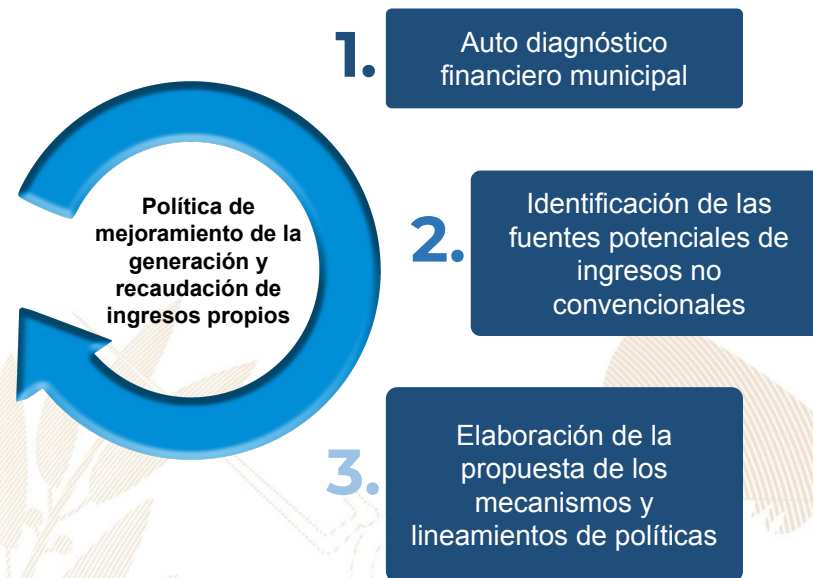 1.
Auto diagnóstico
financiero municipal
Política de
mejoramiento de la
generación y
recaudación de
ingresos propios
2.
Identificación de las
fuentes potenciales de
ingresos no
convencionales
3.
Elaboración de la
propuesta de los
mecanismos y
lineamientos de políticas